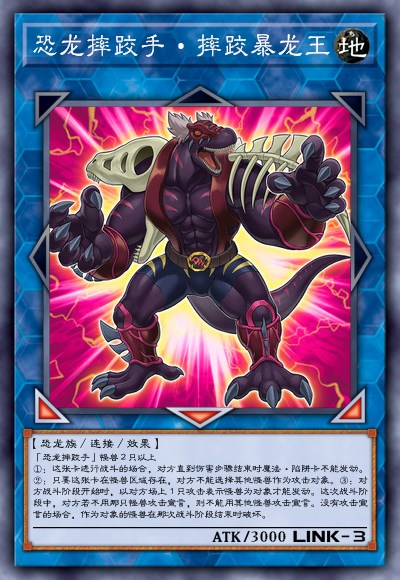 恐龙摔跤手・摔跤暴龙王
地
【恐龙族／连接／效果】
「恐龙摔跤手」怪兽2只以上
①：这张卡进行战斗的场合，对方直到伤害步骤结束时魔法・陷阱卡不能发动。
②：只要这张卡在怪兽区域存在，对方不能选择其他怪兽作为攻击对象。③：对
方战斗阶段开始时，以对方场上1只攻击表示怪兽为对象才能发动。这次战斗阶
段中，对方若不用那只怪兽攻击宣言，则不能用其他怪兽攻击宣言。没有攻击宣
言的场合，作为对象的怪兽在那次战斗阶段结束时破坏。
ATK/3000 LINK-3